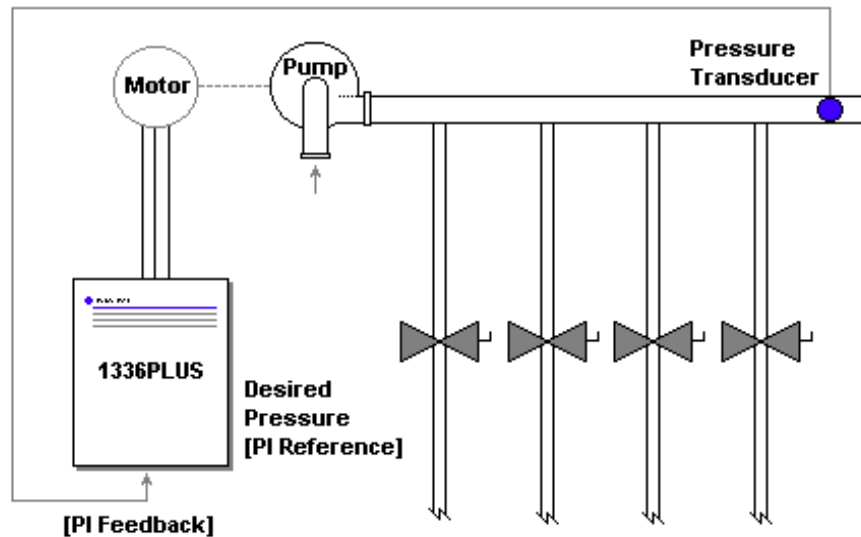 Motor
Pump
Pressure
Transducer
1336PLUS
Desired
Pressure
[PI Reference]
[PI Feedback]